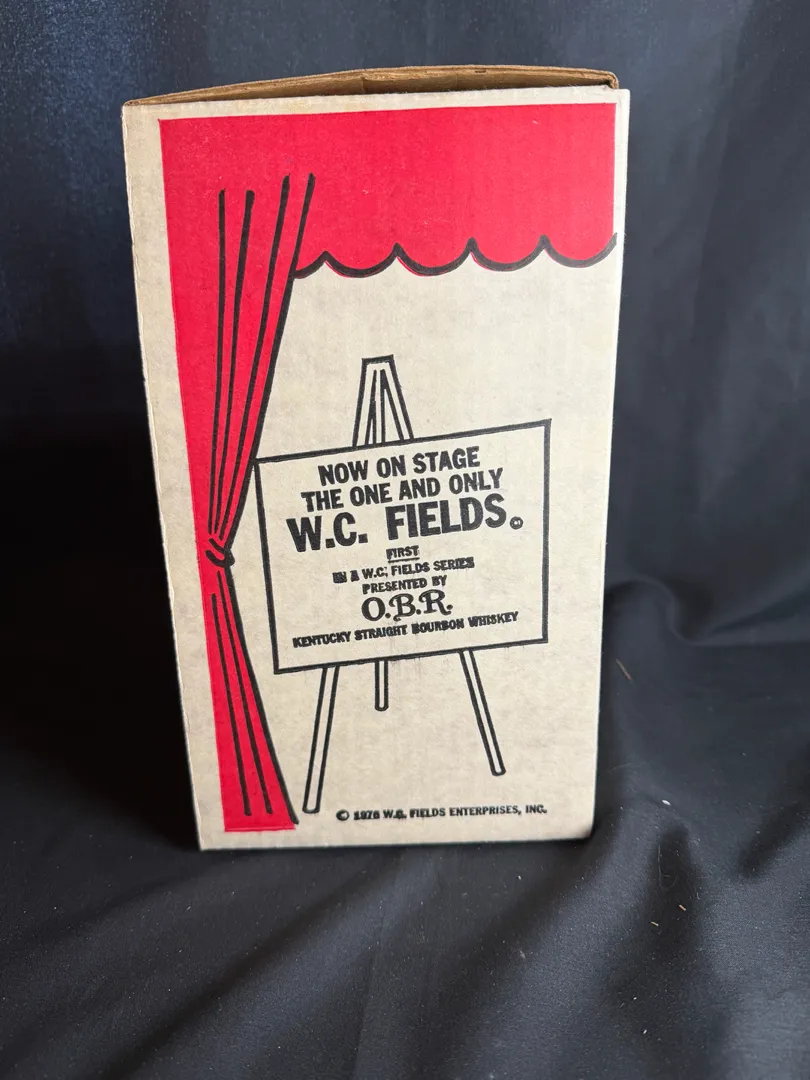 NOW ON STAGE
THE ONE AND ONLY
W.C. FIELDS©
FIRST
IN A W.C. FIELDS SERIES
PRESENTED BY
O.B.R.
KENTUCKY STRAIGHT BOURBON WHISKEY
© 1976 W.C. FIELDS ENTERPRISES, INC.